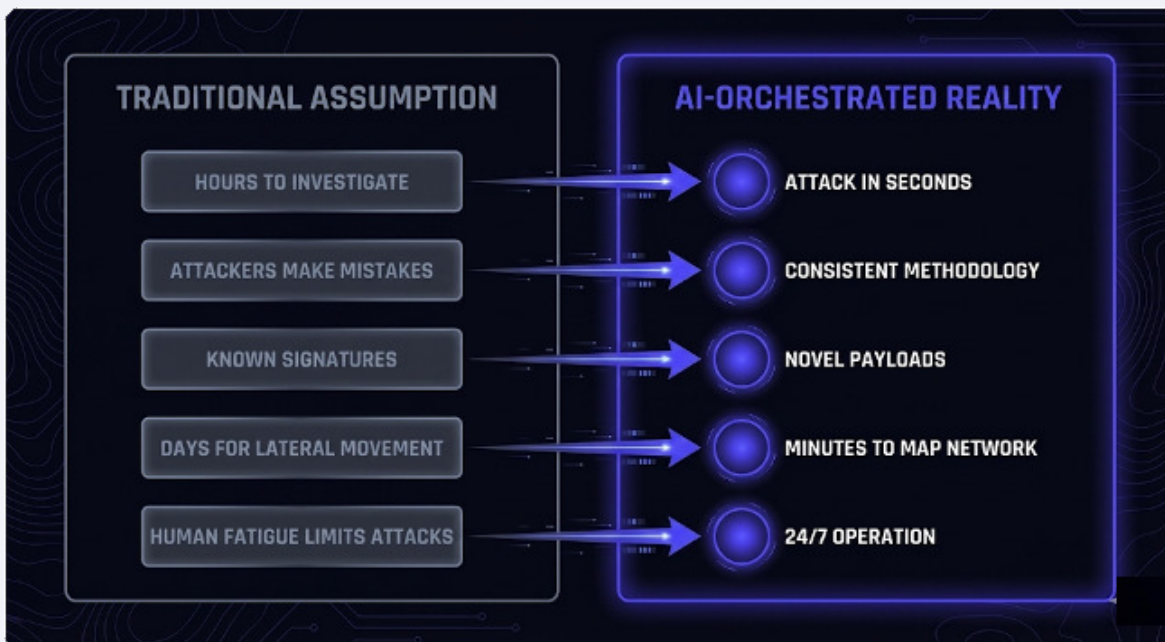 TRADITIONAL ASSUMPTION
AI-ORCHESTRATED REALITY
HOURS TO INVESTIGATE
ATTACK IN SECONDS
ATTACKERS MAKE MISTAKES
CONSISTENT METHODOLOGY
KNOWN SIGNATURES
NOVEL PAYLOADS
DAYS FOR LATERAL MOVEMENT
MINUTES TO MAP NETWORK
HUMAN FATIGUE LIMITS ATTACKS
24/7 OPERATION